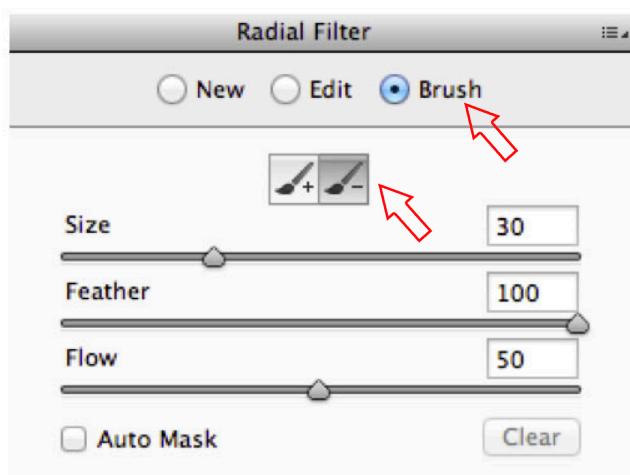 Radial Filter
New Edit Brush
Size 30
Feather 100
Flow 50
Auto Mask Clear